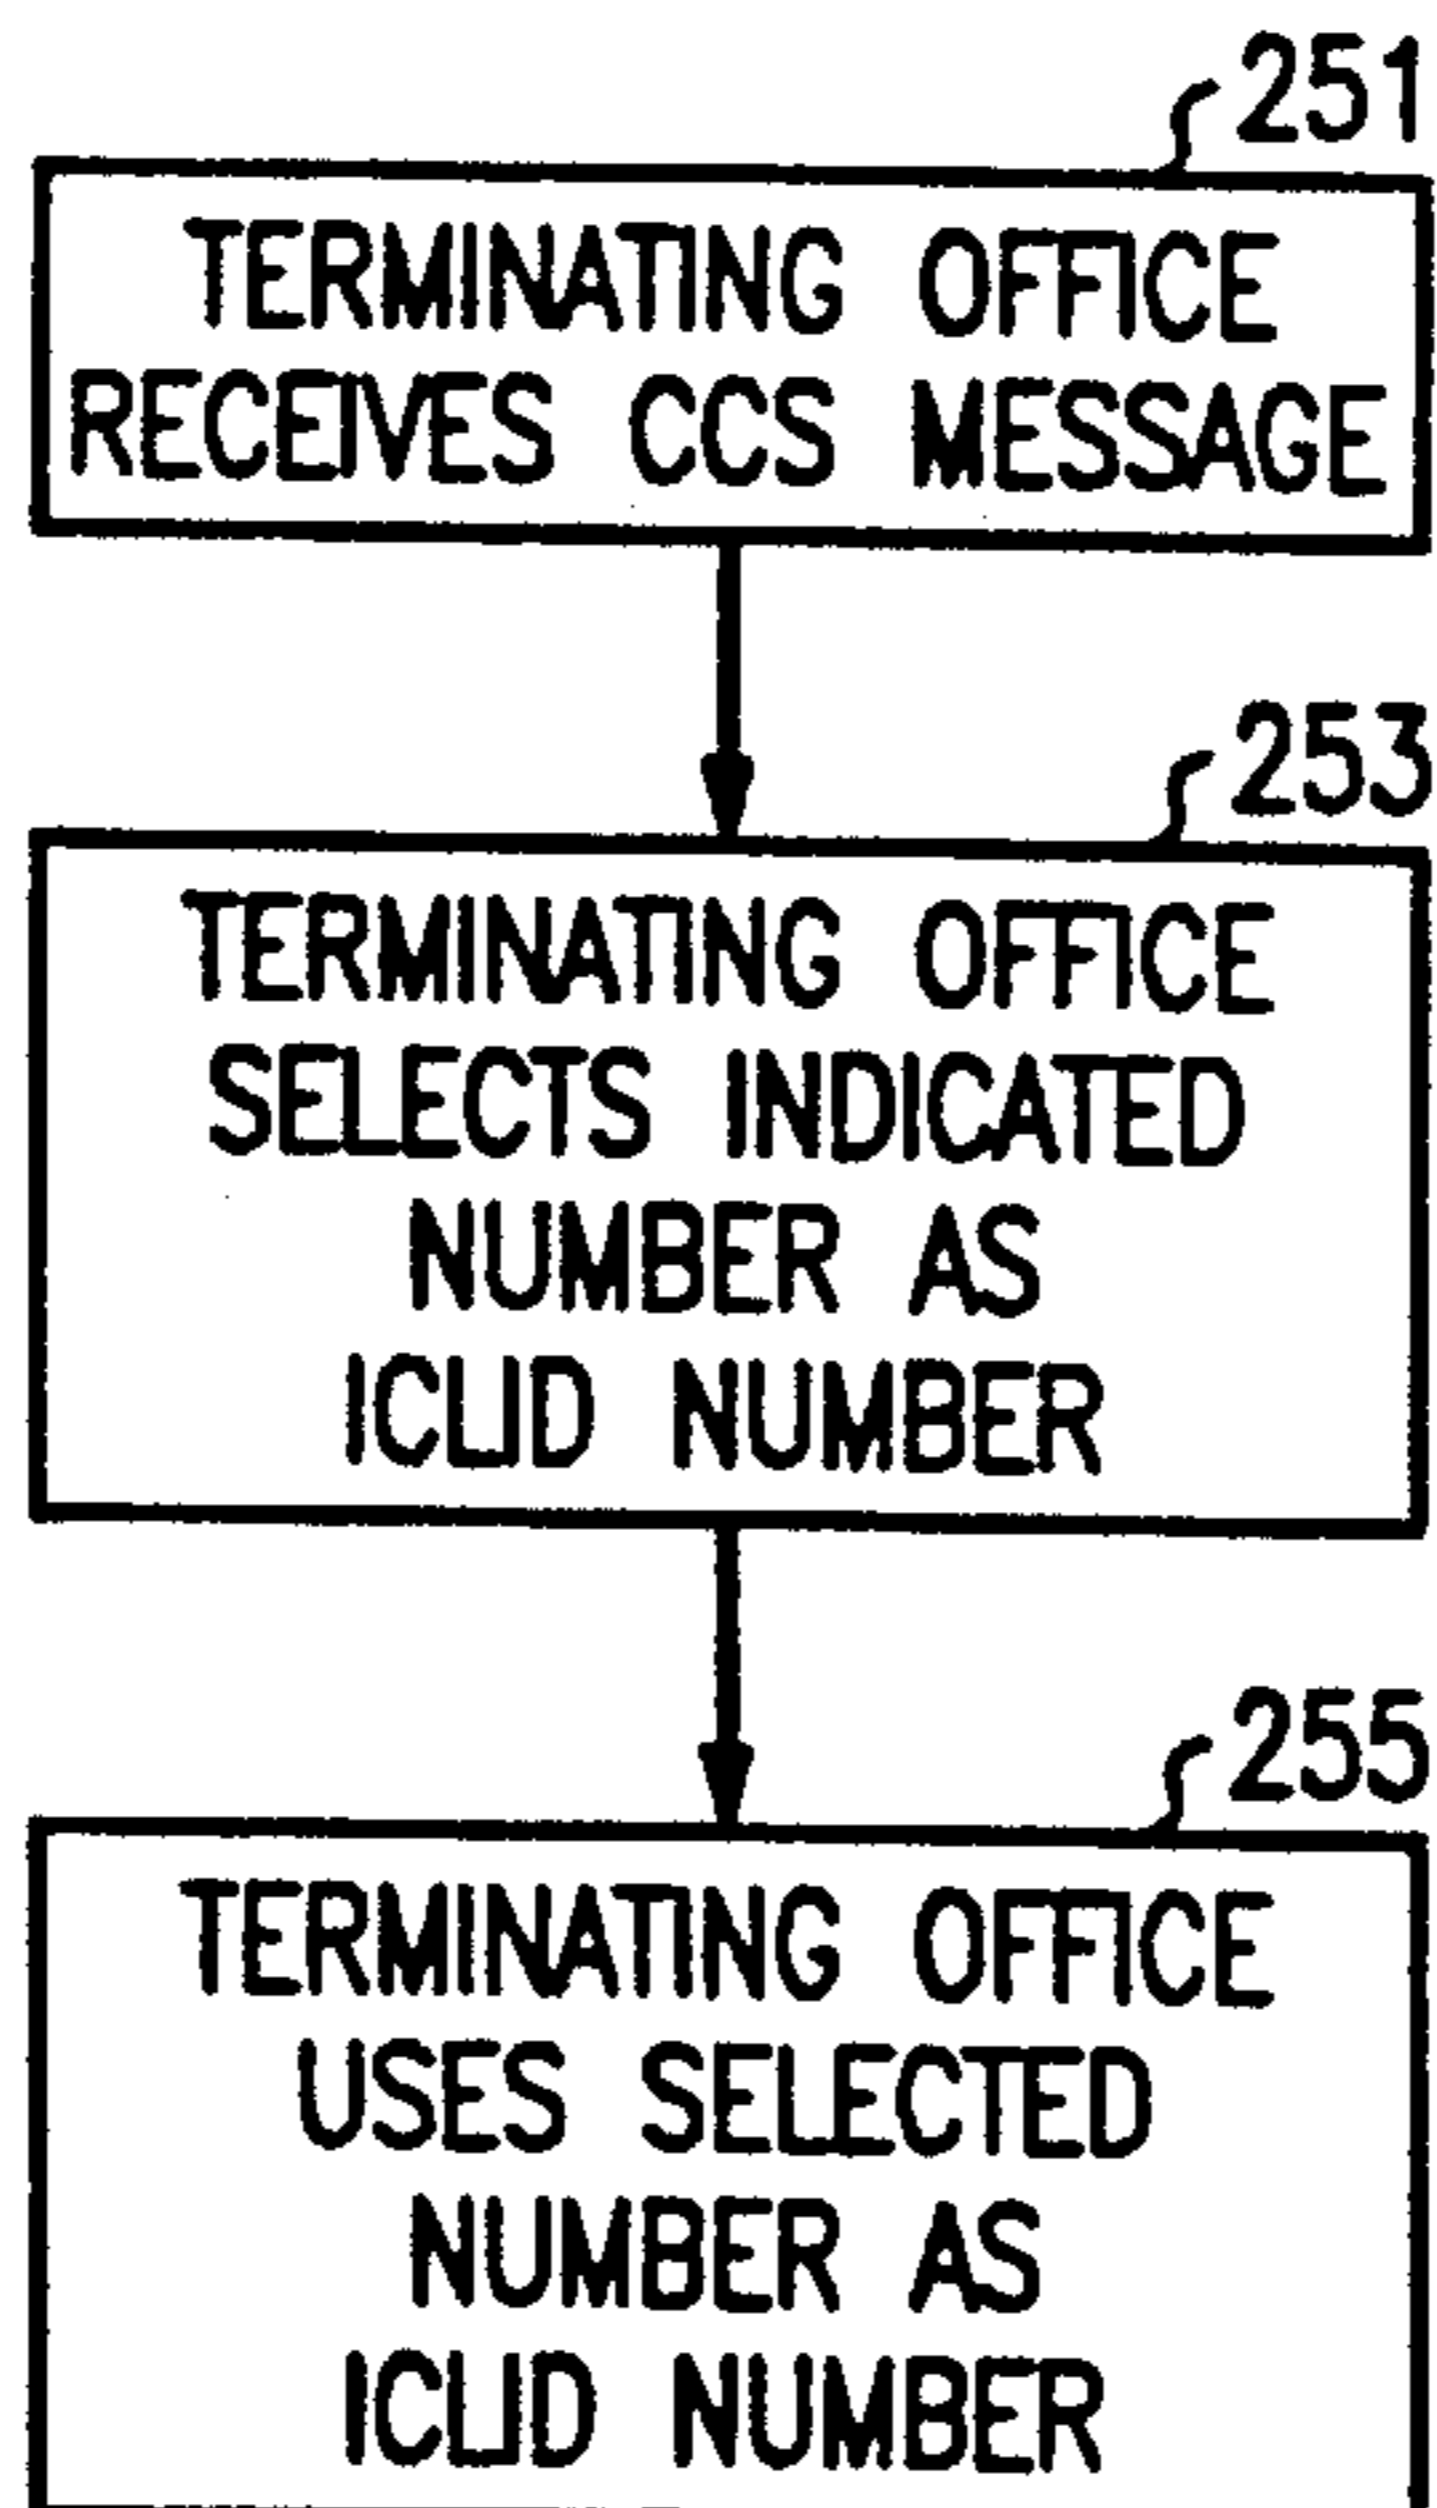 251
TERMINATING OFFICE
RECEIVES CCS MESSAGE
253
TERMINATING OFFICE
SELECTS INDICATED
NUMBER AS
ICLID NUMBER
255
TERMINATING OFFICE
USES SELECTED
NUMBER AS
ICLID NUMBER